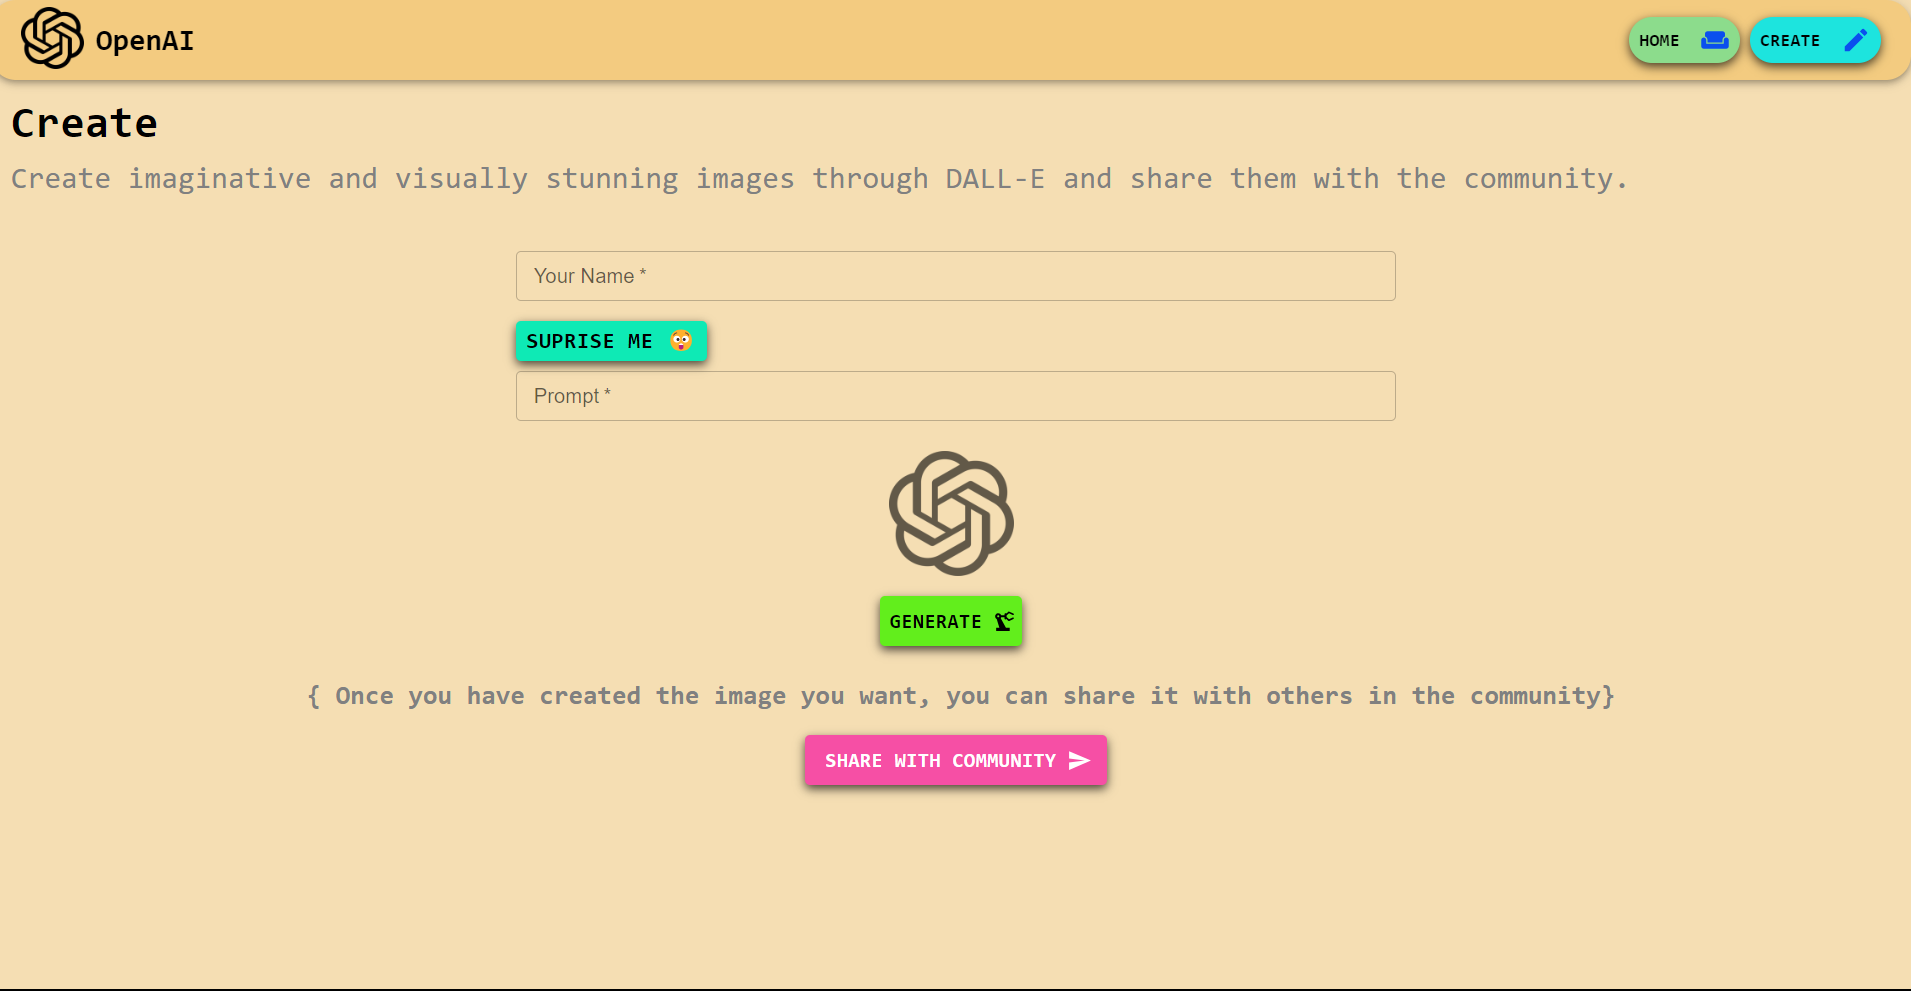 OpenAI
HOME
CREATE
Create
Create imaginative and visually stunning images through DALL-E and share them with the community.
Your Name *
SUPRISE ME
Prompt *
GENERATE
{ Once you have created the image you want, you can share it with others in the community}
SHARE WITH COMMUNITY